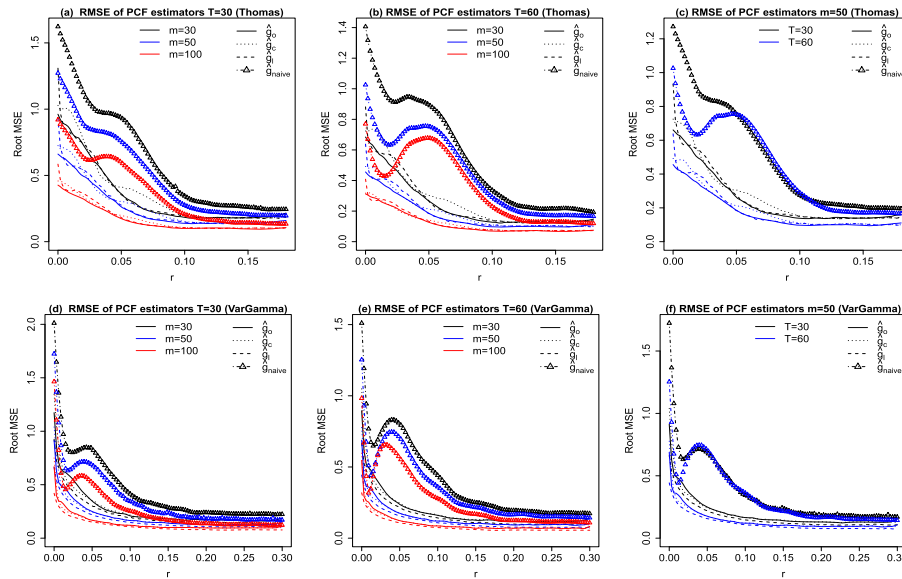 (a) RMSE of PCF estimators T=30 (Thomas)
m=30
m=50
m=100
ĝo
ĝc
ĝl
ĝnaive
Root MSE
0.0 0.5 1.0 1.5
0.00 0.05 0.10 0.15
r
(b) RMSE of PCF estimators T=60 (Thomas)
m=30
m=50
m=100
ĝo
ĝc
ĝl
ĝnaive
Root MSE
0.0 0.2 0.4 0.6 0.8 1.0 1.2 1.4
0.00 0.05 0.10 0.15
r
(c) RMSE of PCF estimators m=50 (Thomas)
T=30
T=60
ĝo
ĝc
ĝl
ĝnaive
Root MSE
0.0 0.2 0.4 0.6 0.8 1.0 1.2
0.00 0.05 0.10 0.15
r
(d) RMSE of PCF estimators T=30 (VarGamma)
m=30
m=50
m=100
ĝo
ĝc
ĝl
ĝnaive
Root MSE
0.0 0.5 1.0 1.5 2.0
0.00 0.05 0.10 0.15 0.20 0.25 0.30
r
(e) RMSE of PCF estimators T=60 (VarGamma)
m=30
m=50
m=100
ĝo
ĝc
ĝl
ĝnaive
Root MSE
0.0 0.5 1.0 1.5
0.00 0.05 0.10 0.15 0.20 0.25 0.30
r
(f) RMSE of PCF estimators m=50 (VarGamma)
T=30
T=60
ĝo
ĝc
ĝl
ĝnaive
Root MSE
0.0 0.5 1.0 1.5
0.00 0.05 0.10 0.15 0.20 0.25 0.30
r